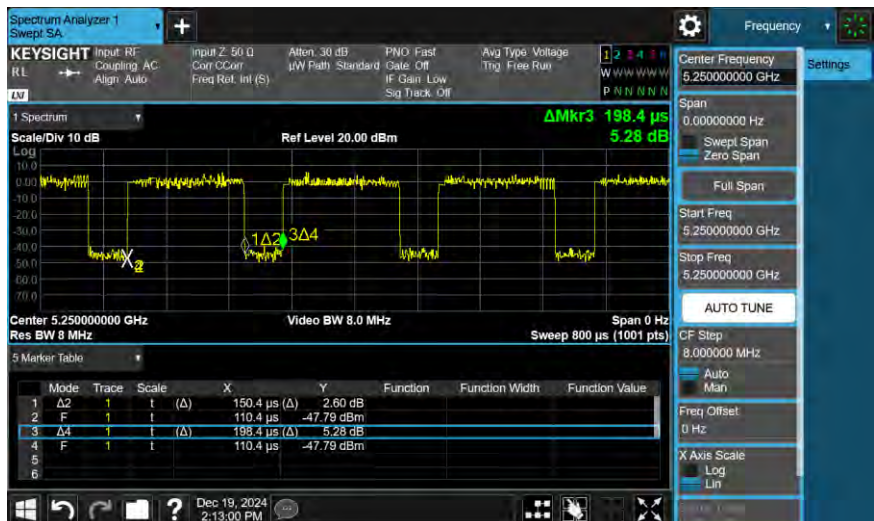 Spectrum Analyzer 1
Swept SA
+
Frequency
KEYSIGHT
RL
LXI
Input: RF
Coupling: AC
Align: Auto
Input Z: 50 Ω
Corr CCorr
Freq Ref: Int (S)
Atten: 30 dB
µW Path: Standard
PNO: Fast
Gate: Off
IF Gain: Low
Sig Track: Off
Avg Type: Voltage
Trig: Free Run
1 2 3 4 5 6
W W W W W W
P N N N N N
1 Spectrum
ΔMkr3 198.4 µs
5.28 dB
Scale/Div 10 dB
Ref Level 20.00 dBm
Log
10.0
0.00
-10.0
-20.0
-30.0
-40.0
-50.0
-60.0
-70.0
1Δ2
3Δ4
Center 5.250000000 GHz
Video BW 8.0 MHz
Span 0 Hz
Res BW 8 MHz
Sweep 800 µs (1001 pts)
5 Marker Table
Mode Trace Scale X Y Function Function Width Function Value
1 Δ2 1 t (Δ) 150.4 µs (Δ) 2.60 dB
2 F 1 t 110.4 µs -47.79 dBm
3 Δ4 1 t (Δ) 198.4 µs (Δ) 5.28 dB
4 F 1 t 110.4 µs -47.79 dBm
5
6
Dec 19, 2024
2:13:00 PM
?
Center Frequency
5.250000000 GHz
Settings
Span
0.00000000 Hz
Swept Span
Zero Span
Full Span
Start Freq
5.250000000 GHz
Stop Freq
5.250000000 GHz
AUTO TUNE
CF Step
8.000000 MHz
Auto
Man
Freq Offset
0 Hz
X Axis Scale
Log
Lin